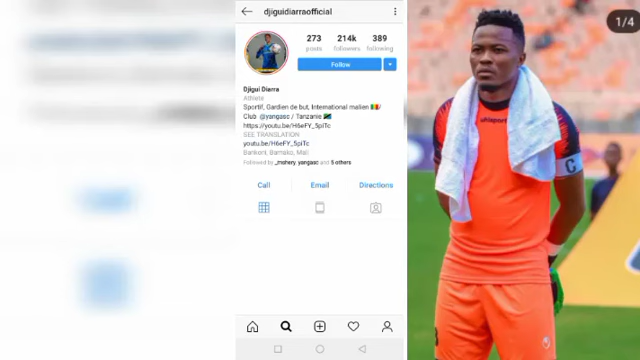 djiguidiarraofficial
273 214k 389
posts followers following
Follow
Djigui Diarra
Athlete
Sportif, Gardien de but, International malien 🇲🇱/
Club @yangasc / Tanzanie 🇹🇿
https://youtu.be/H6eFY_5pITc
SEE TRANSLATION
youtu.be/H6eFY_5pITc
Bankoni, Bamako, Mali
Followed by _mohery, yangasc and 5 others
Call Email Directions
1/4
uhlsport
C